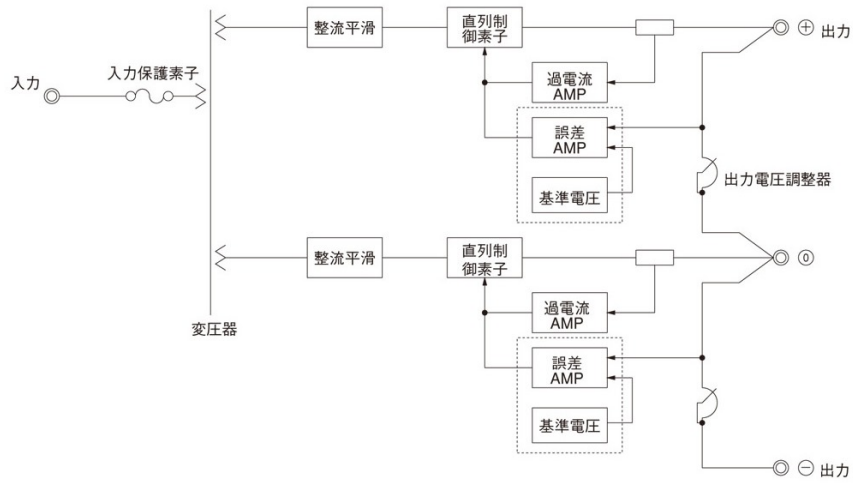 整流平滑
直列制
御素子
⊕ 出力
入力保護素子
入力
過電流
AMP
誤差
AMP
出力電圧調整器
基準電圧
整流平滑
直列制
御素子
⓪
過電流
AMP
変圧器
誤差
AMP
基準電圧
⊖ 出力